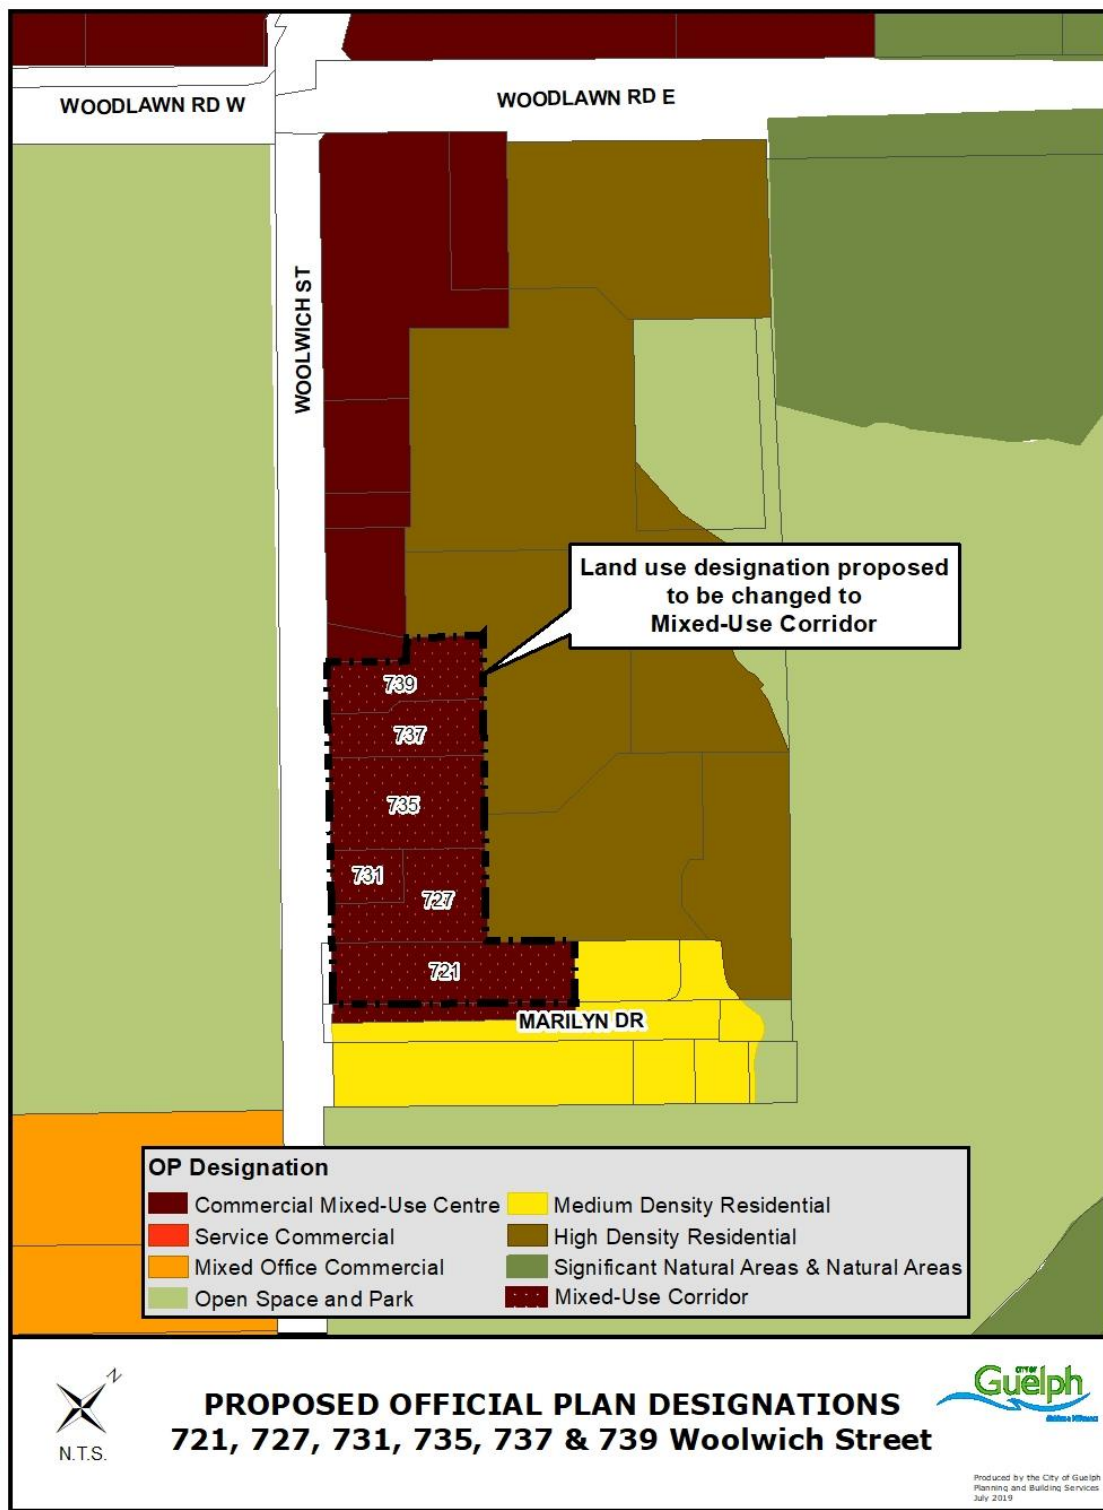 WOODLAWN RD W
WOODLAWN RD E
WOOLWICH ST
Land use designation proposed
to be changed to
Mixed-Use Corridor
739
737
735
731
727
721
MARILYN DR
OP Designation
Commercial Mixed-Use Centre
Service Commercial
Mixed Office Commercial
Open Space and Park
Medium Density Residential
High Density Residential
Significant Natural Areas & Natural Areas
Mixed-Use Corridor
N
N.T.S.
PROPOSED OFFICIAL PLAN DESIGNATIONS
721, 727, 731, 735, 737 & 739 Woolwich Street
CITY OF
Guelph
Produced by the City of Guelph
Planning and Building Services
July 2019